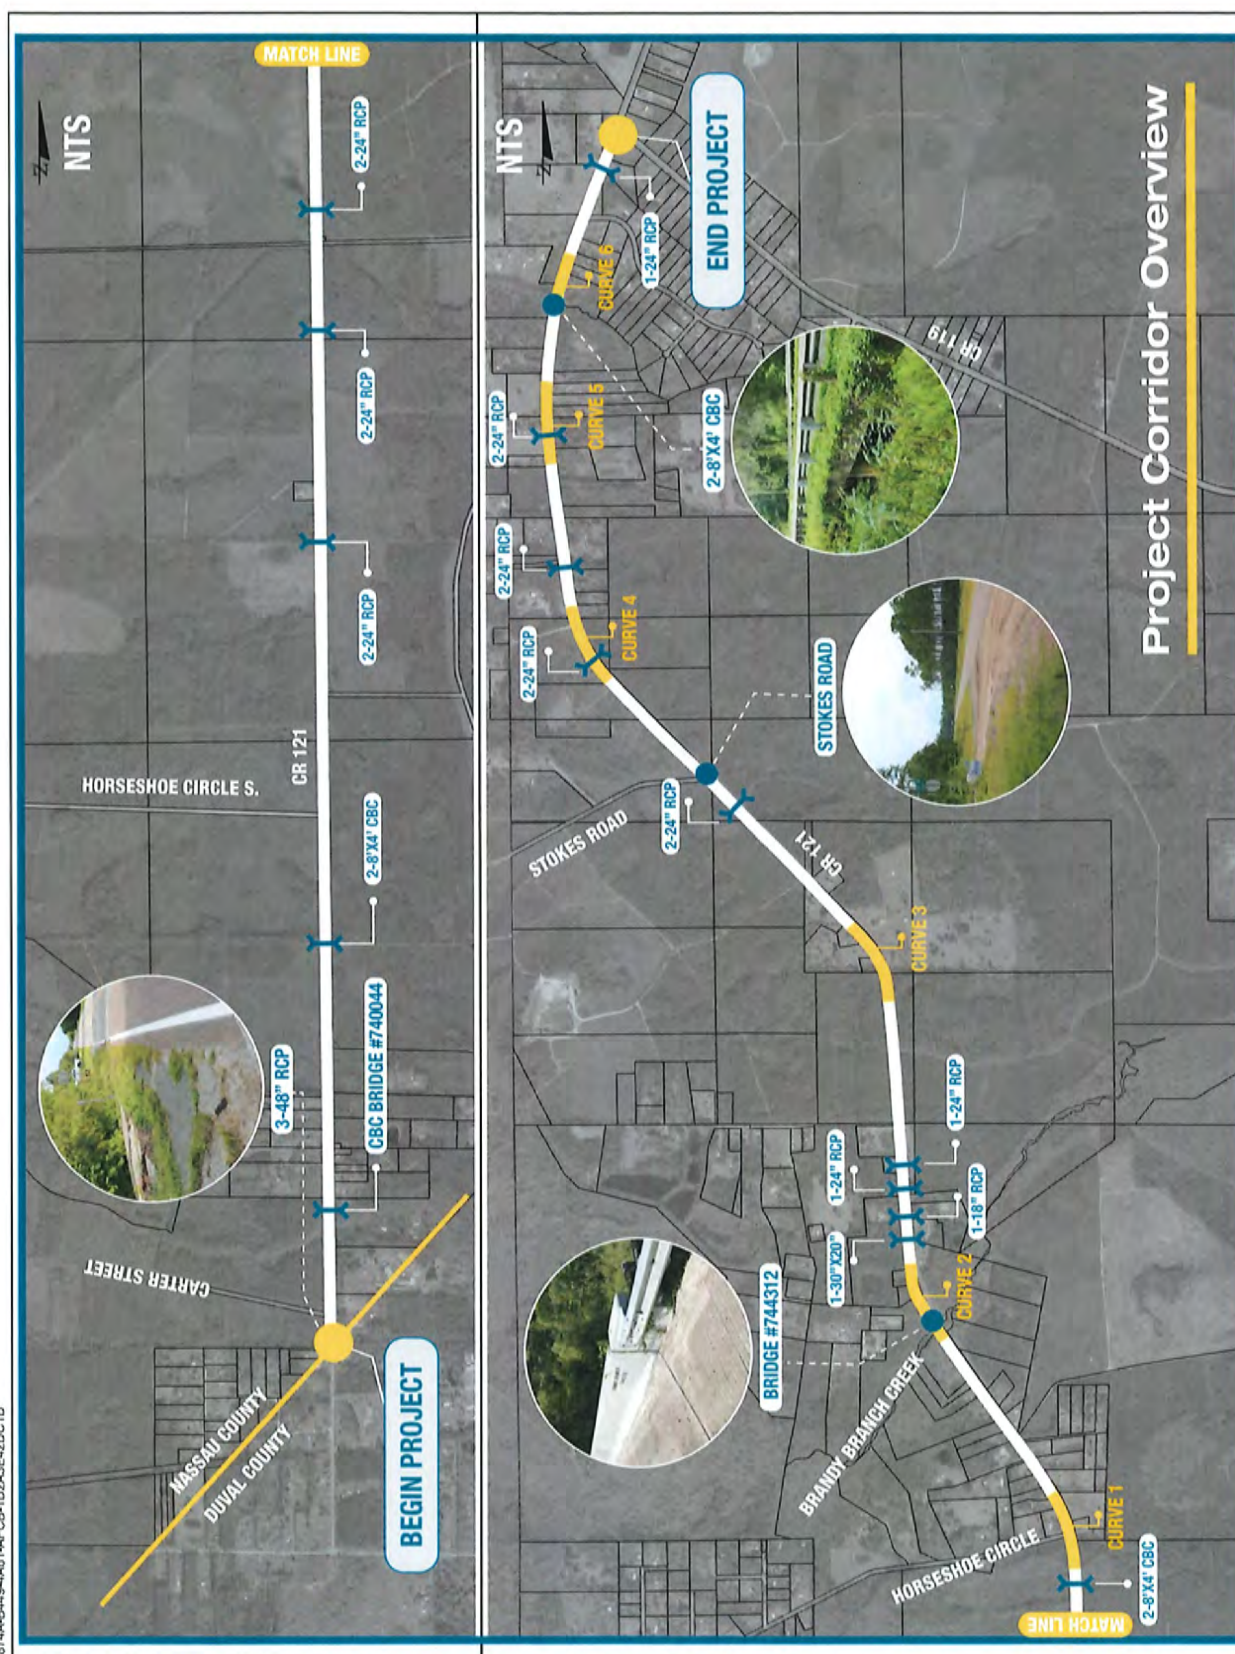 MATCH LINE
NTS
2-24" RCP
2-24" RCP
2-24" RCP
CR 121
HORSESHOE CIRCLE S.
2-8'X4' CBC
3-48" RCP
CBC BRIDGE #740044
CARTER STREET
NASSAU COUNTY
DUVAL COUNTY
BEGIN PROJECT
NTS
END PROJECT
1-24" RCP
CURVE 6
CR 119
2-8'X4' CBC
CURVE 5
2-24" RCP
2-24" RCP
CURVE 4
2-24" RCP
STOKES ROAD
STOKES ROAD
2-24" RCP
CR 121
CURVE 3
1-24" RCP
1-24" RCP
1-18" RCP
1-30"X20"
CURVE 2
BRIDGE #744312
BRANDY BRANCH CREEK
CURVE 1
HORSESHOE CIRCLE
2-8'X4' CBC
MATCH LINE
Project Corridor Overview